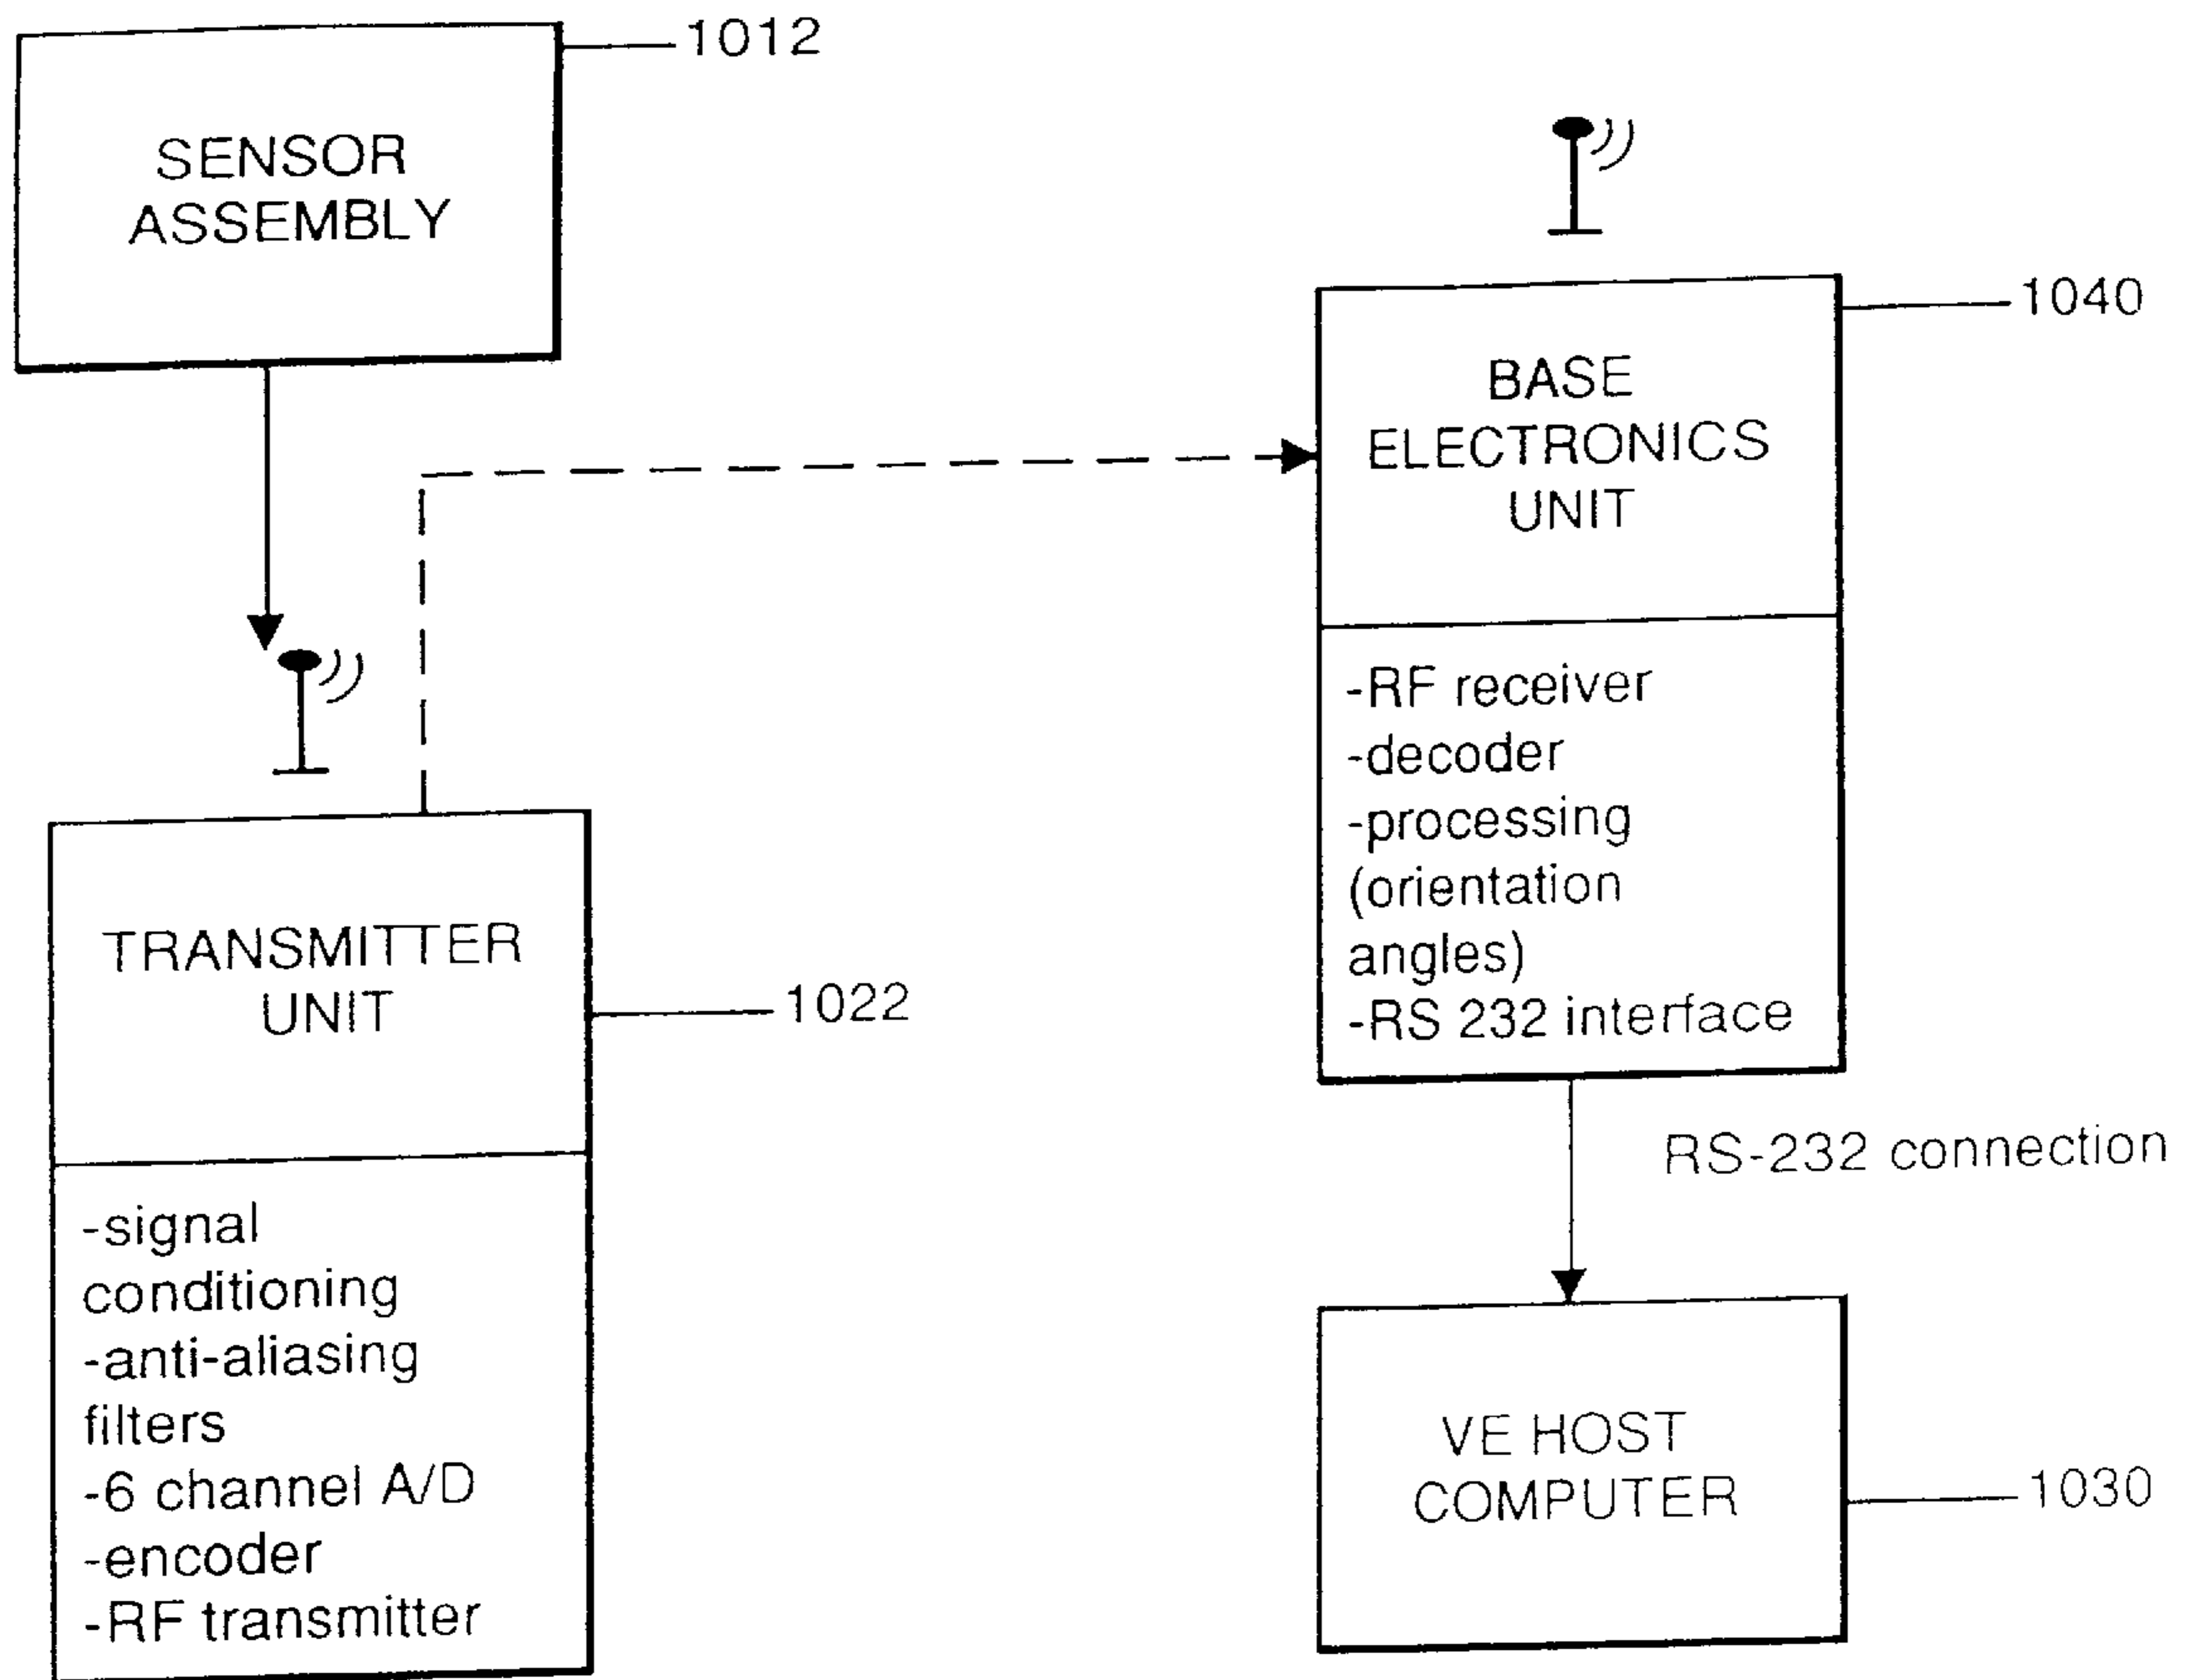 1012
SENSOR
ASSEMBLY
1040
BASE
ELECTRONICS
UNIT
-RF receiver
-decoder
-processing
(orientation
angles)
-RS 232 interface
TRANSMITTER
UNIT
1022
-signal
conditioning
-anti-aliasing
filters
-6 channel A/D
-encoder
-RF transmitter
RS-232 connection
VE HOST
COMPUTER
1030